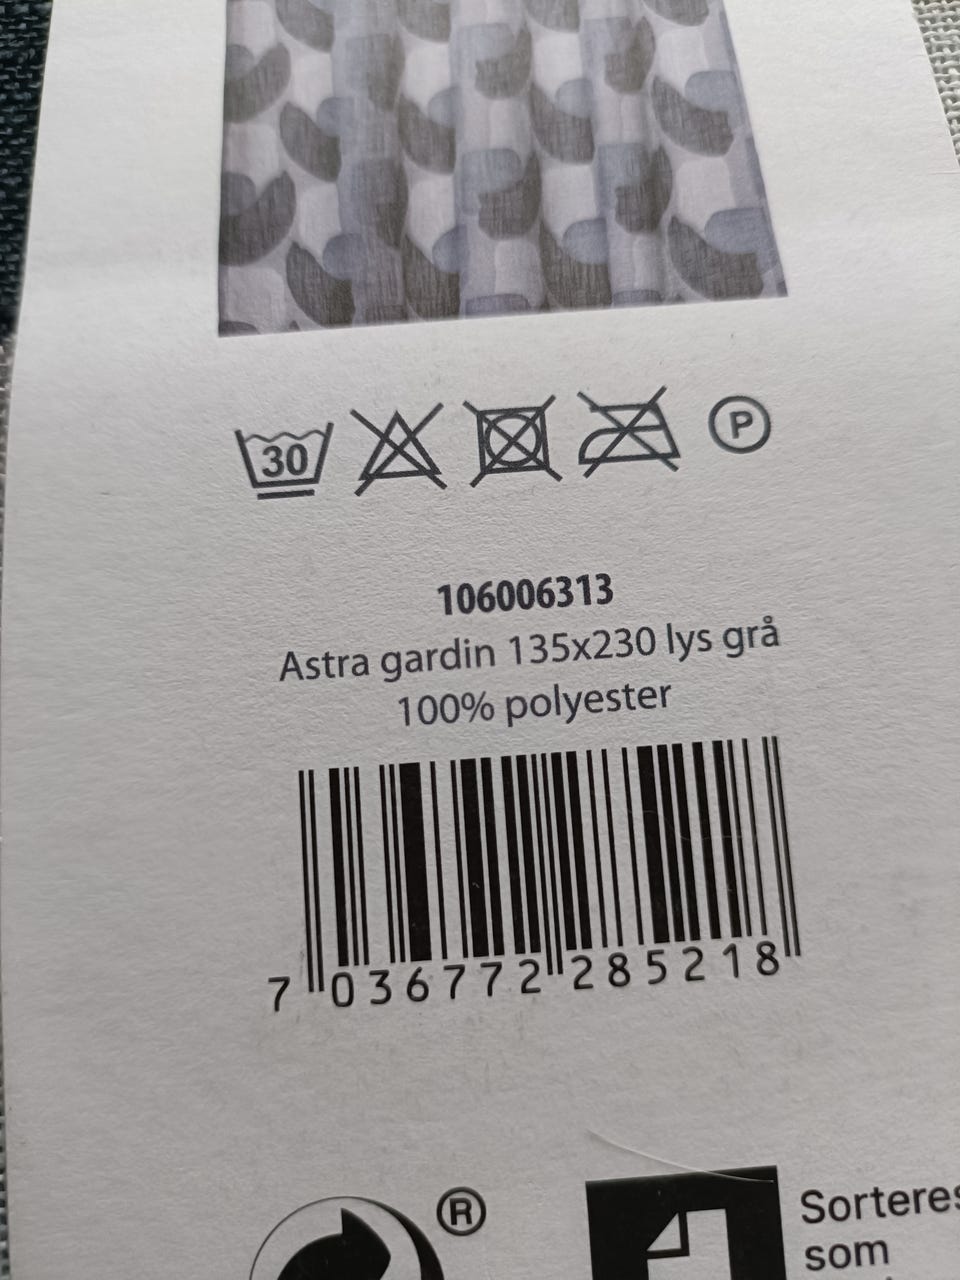 30
P
106006313
Astra gardin 135x230 lys grå
100% polyester
7 036772 285218
®
Sorteres
som